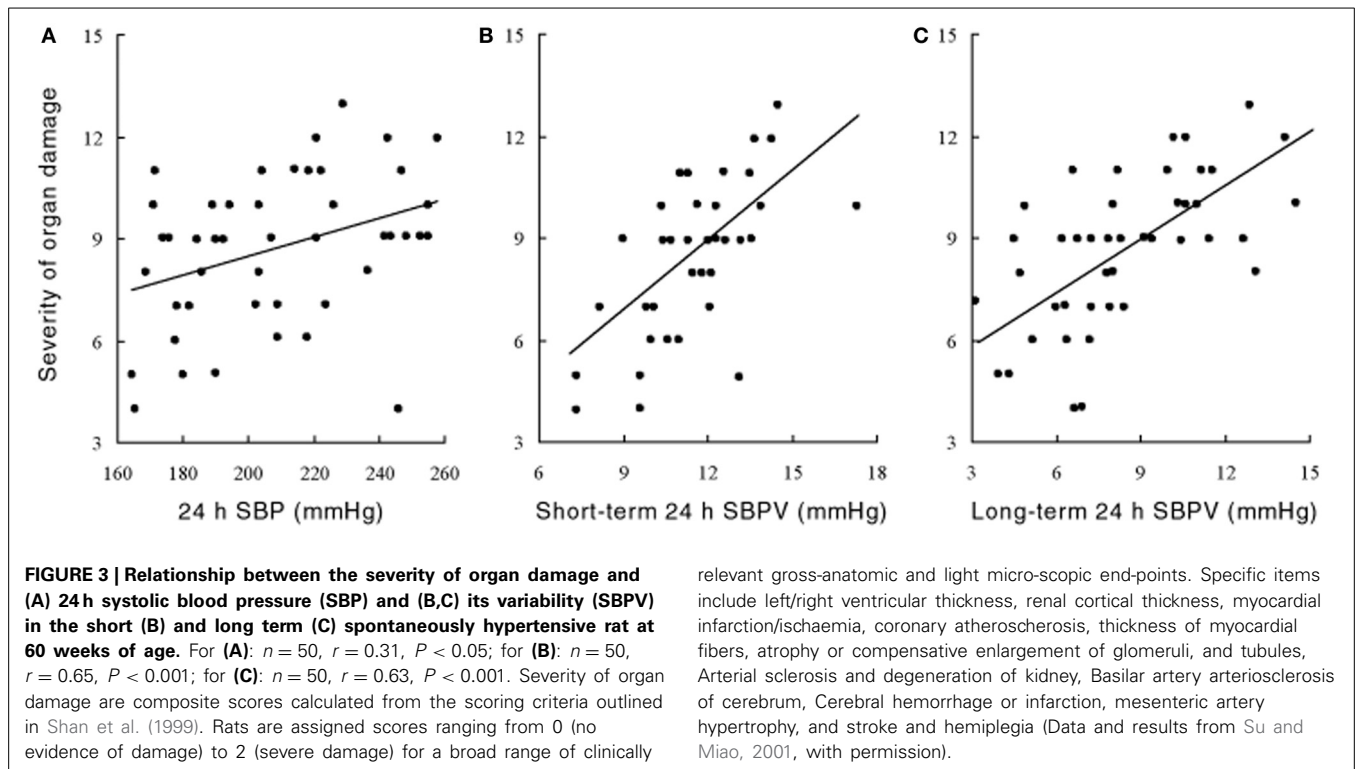 A
B
C
15
12
9
6
3
160 180 200 220 240 260
Severity of organ damage
24 h SBP (mmHg)
15
12
9
6
3
6 9 12 15 18
Short-term 24 h SBPV (mmHg)
15
12
9
6
3
3 6 9 12 15
Long-term 24 h SBPV (mmHg)
FIGURE 3 | Relationship between the severity of organ damage and
(A) 24 h systolic blood pressure (SBP) and (B,C) its variability (SBPV)
in the short (B) and long term (C) spontaneously hypertensive rat at
60 weeks of age. For (A): n = 50, r = 0.31, P < 0.05; for (B): n = 50,
r = 0.65, P < 0.001; for (C): n = 50, r = 0.63, P < 0.001. Severity of organ
damage are composite scores calculated from the scoring criteria outlined
in Shan et al. (1999). Rats are assigned scores ranging from 0 (no
evidence of damage) to 2 (severe damage) for a broad range of clinically
relevant gross-anatomic and light micro-scopic end-points. Specific items
include left/right ventricular thickness, renal cortical thickness, myocardial
infarction/ischaemia, coronary atheroscherosis, thickness of myocardial
fibers, atrophy or compensative enlargement of glomeruli, and tubules,
Arterial sclerosis and degeneration of kidney, Basilar artery arteriosclerosis
of cerebrum, Cerebral hemorrhage or infarction, mesenteric artery
hypertrophy, and stroke and hemiplegia (Data and results from Su and
Miao, 2001, with permission).